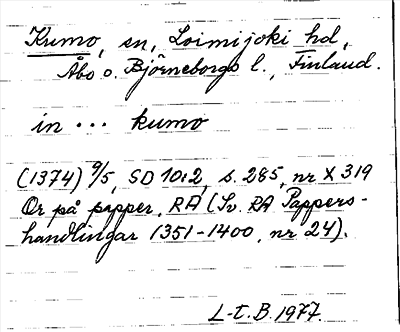 Kumo, sn, Loimijoki hd,
Åbo o. Björneborgs l., Finland.
in ... kumo
(1374) 9/5, SD 10:2, s. 285, nr X 319
Or på papper, RA (Sv. RA Pappers-
handlingar 1351-1400, nr 24).
L-t. B. 1977.